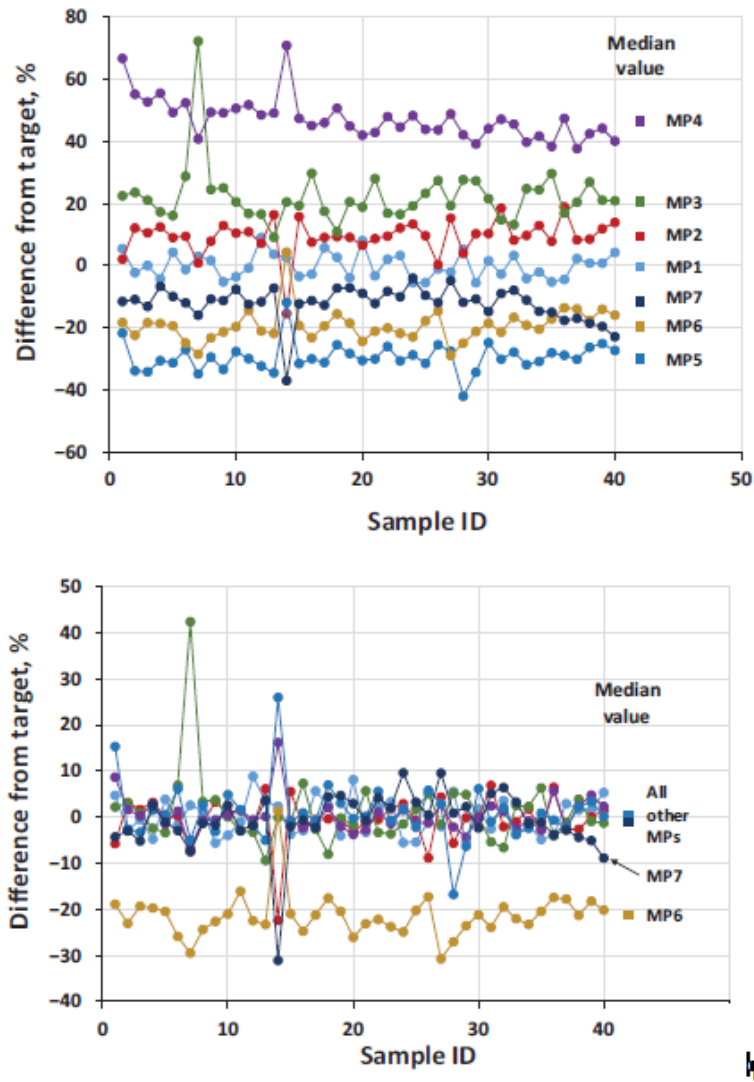 80
60
40
20
0
−20
−40
−60
Difference from target, %
Median
value
MP4
MP3
MP2
MP1
MP7
MP6
MP5
0 10 20 30 40 50
Sample ID
50
40
30
20
10
0
−10
−20
−30
−40
Difference from target, %
Median
value
All
other
MPs
MP7
MP6
0 10 20 30 40
Sample ID